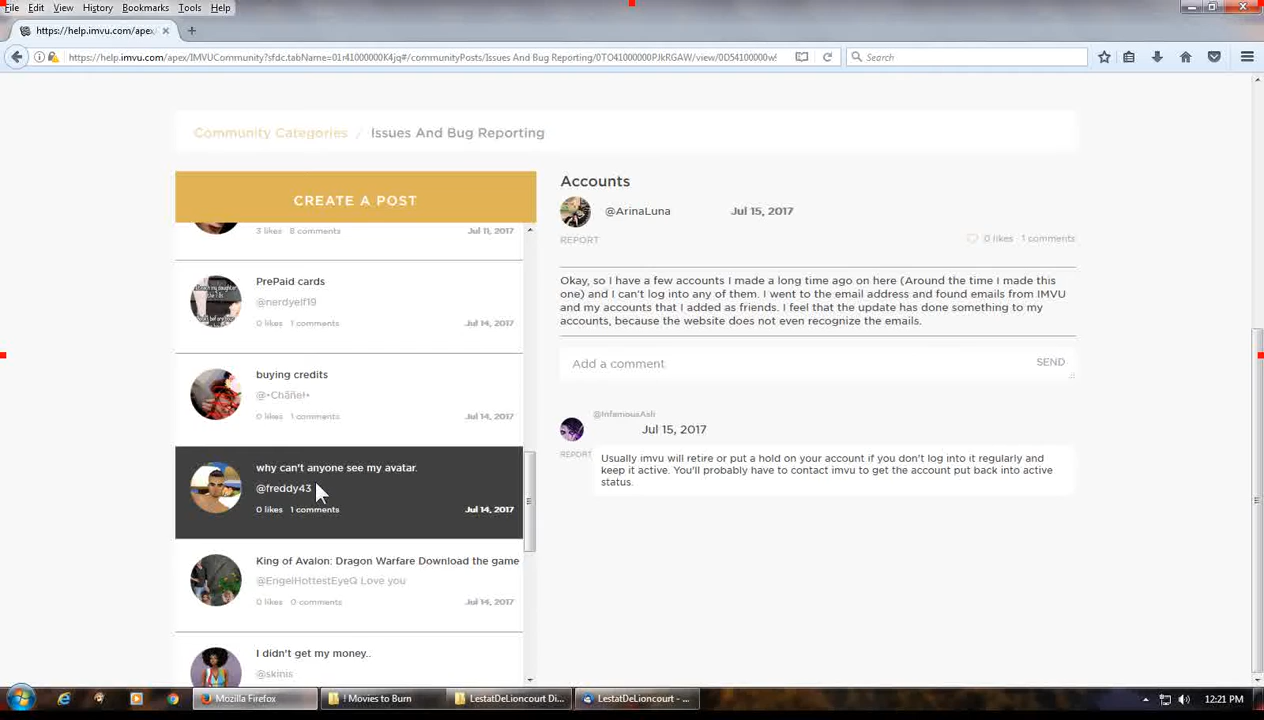 File Edit View History Bookmarks Tools Help
https://help.imvu.com/apex/
https://help.imvu.com/apex/IMVUCommunity?sfdc.tabName=01r41000000K4jq#/communityPosts/Issues And Bug Reporting/0TO41000000PJkRGAW/view/0D54100000w
Search
Community Categories / Issues And Bug Reporting
CREATE A POST
3 likes 8 comments Jul 11, 2017
PrePaid cards
@nerdyelf19
0 likes 1 comments Jul 14, 2017
buying credits
0 likes 1 comments Jul 14, 2017
why can't anyone see my avatar.
@freddy43
0 likes 1 comments Jul 14, 2017
King of Avalon: Dragon Warfare Download the game
@EngelHottestEyeQ Love you
0 likes 0 comments Jul 14, 2017
I didn't get my money..
@skinis
Accounts
@ArinaLuna Jul 15, 2017
REPORT
0 likes 1 comments
Okay, so I have a few accounts I made a long time ago on here (Around the time I made this
one) and I can't log into any of them. I went to the email address and found emails from IMVU
and my accounts that I added as friends. I feel that the update has done something to my
accounts, because the website does not even recognize the emails.
Add a comment SEND
@InfamousAsh
Jul 15, 2017
REPORT
Usually imvu will retire or put a hold on your account if you don't log into it regularly and
keep it active. You'll probably have to contact imvu to get the account put back into active
status.
Mozilla Firefox ! Movies to Burn LestatDeLioncourt Di... LestatDeLioncourt - ... 12:21 PM